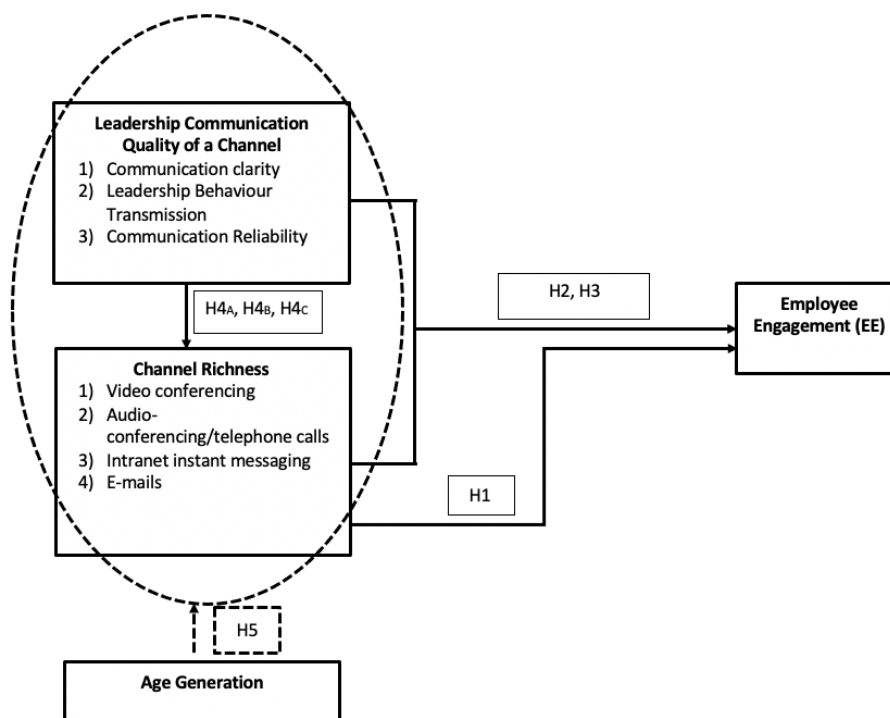 Leadership Communication
Quality of a Channel
1) Communication clarity
2) Leadership Behaviour
Transmission
3) Communication Reliability
H4A, H4B, H4C
H2, H3
Employee
Engagement (EE)
Channel Richness
1) Video conferencing
2) Audio-
conferencing/telephone calls
3) Intranet instant messaging
4) E-mails
H1
H5
Age Generation